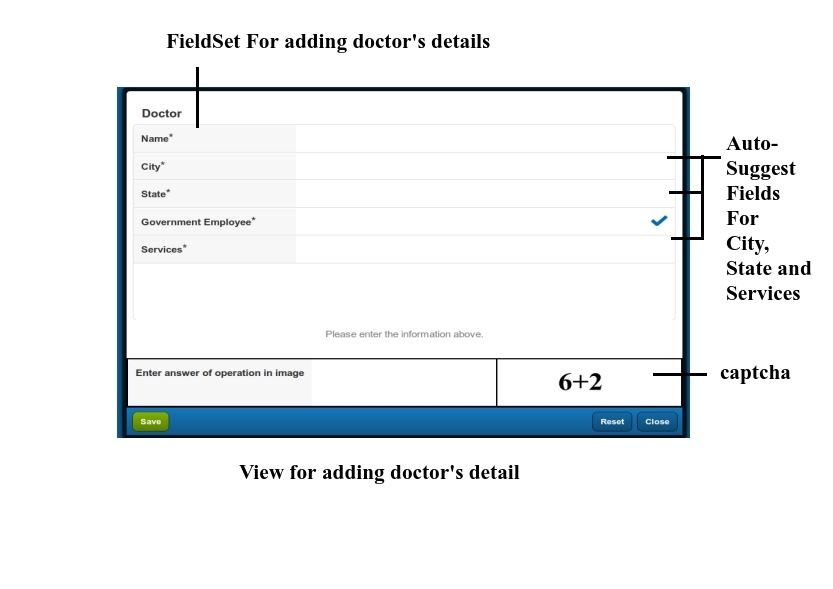 FieldSet For adding doctor's details
Doctor
Name*
City*
State*
Government Employee*
Services*
Auto-
Suggest
Fields
For
City,
State and
Services
Please enter the information above.
Enter answer of operation in image
6+2
captcha
Save
Reset
Close
View for adding doctor's detail